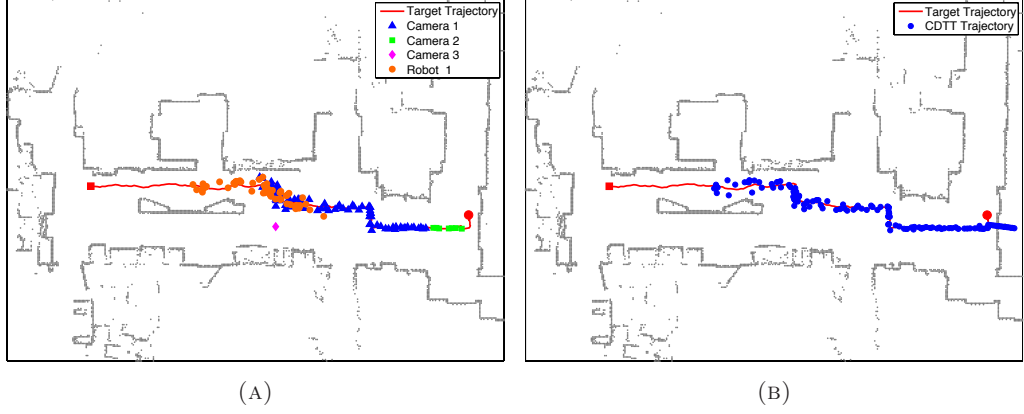 Target Trajectory
Camera 1
Camera 2
Camera 3
Robot 1
Target Trajectory
CDTT Trajectory
(A)
(B)